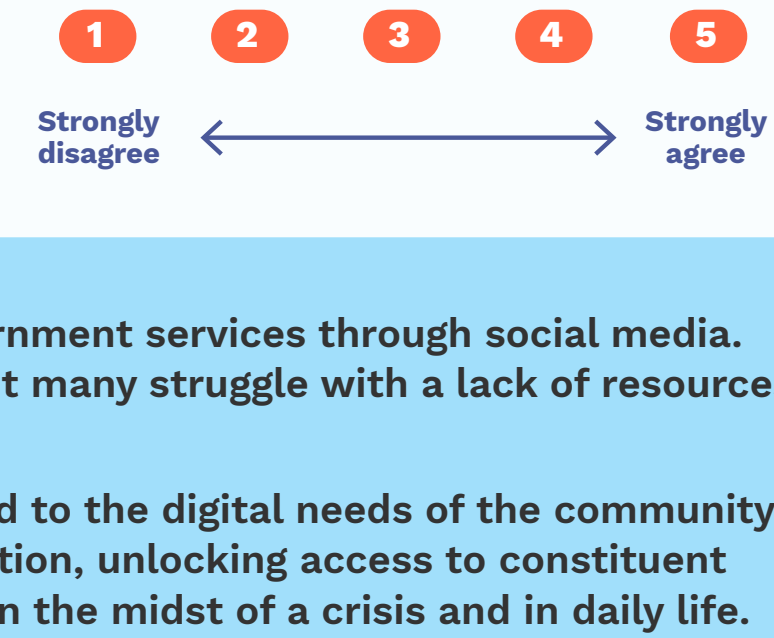 1 2 3 4 5
Strongly disagree Strongly agree
rnment services through social media.
t many struggle with a lack of resource
d to the digital needs of the community
tion, unlocking access to constituent
n the midst of a crisis and in daily life.